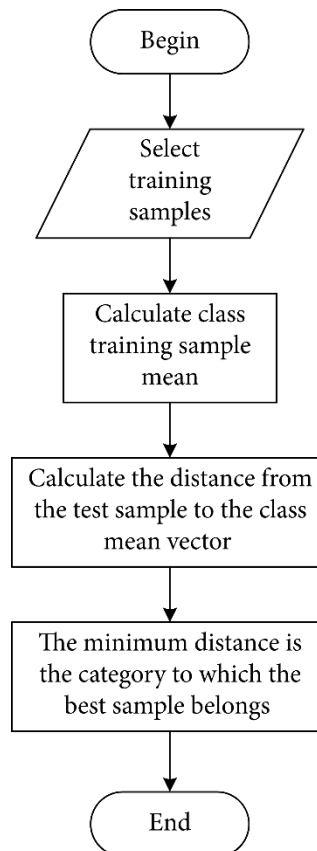 Begin
Select
training
samples
Calculate class
training sample
mean
Calculate the distance from
the test sample to the class
mean vector
The minimum distance is
the category to which the
best sample belongs
End